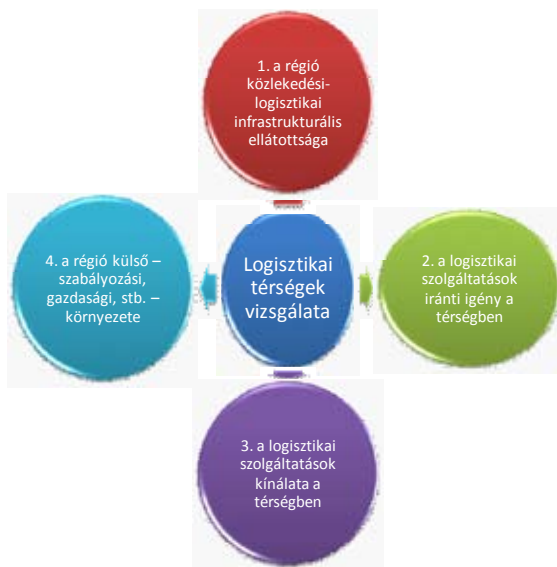 1. a régió
közlekedési-
logisztikai
infrastrukturális
ellátottsága
4. a régió külső –
szabályozási,
gazdasági, stb. –
környezete
Logisztikai
térségek
vizsgálata
2. a logisztikai
szolgáltatások
iránti igény a
térségben
3. a logisztikai
szolgáltatások
kínálata a
térségben